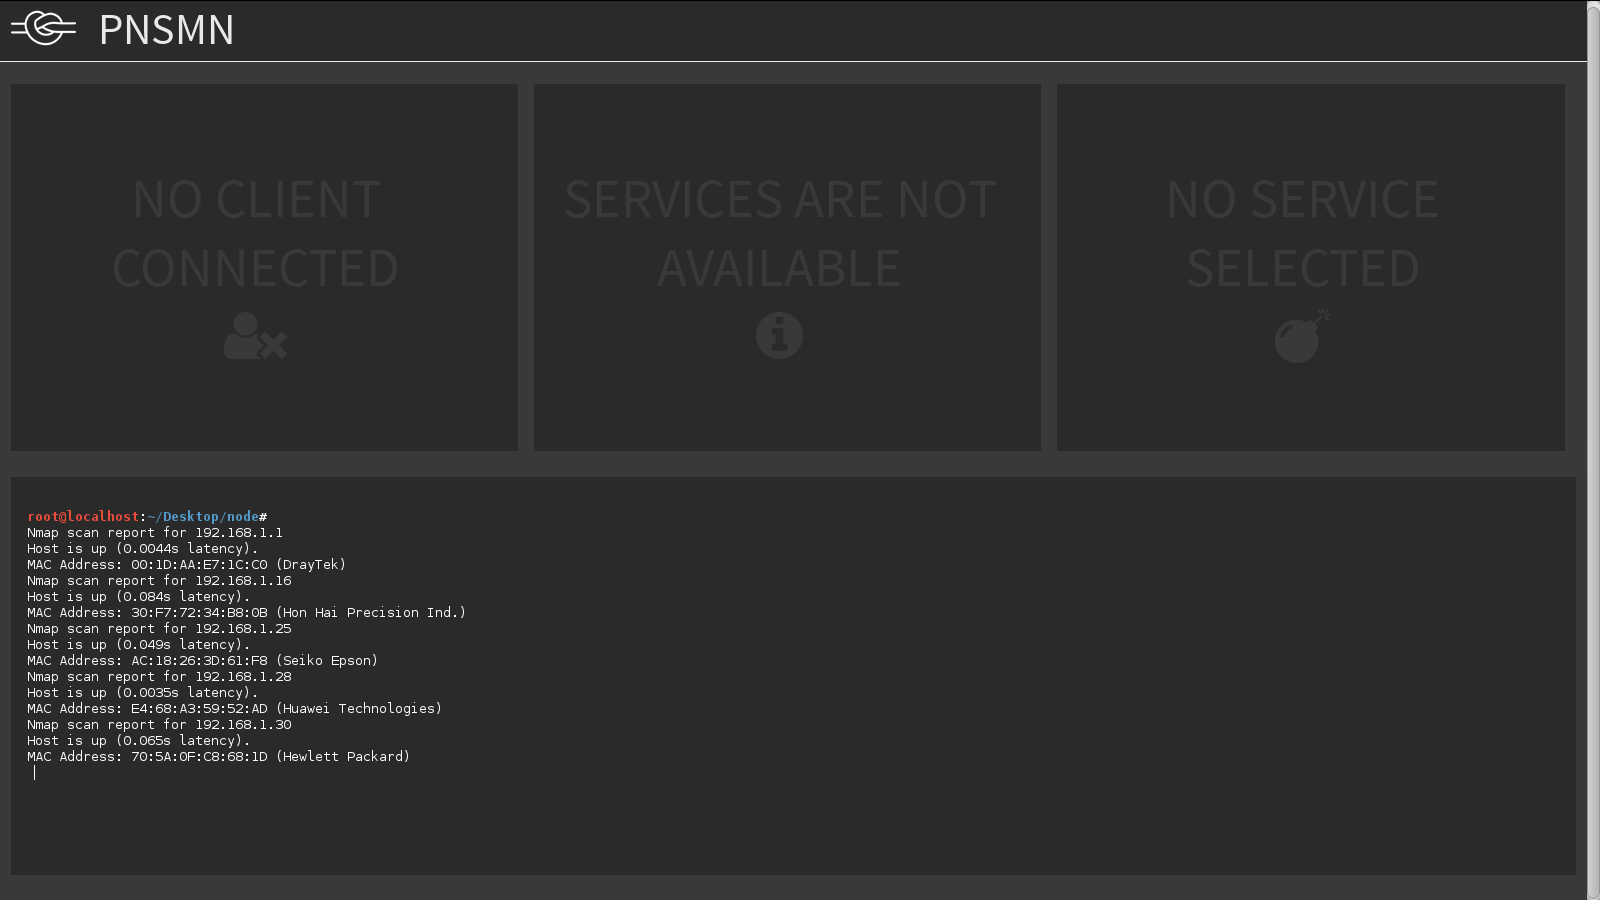 PNSMN
NO CLIENT
CONNECTED
SERVICES ARE NOT
AVAILABLE
NO SERVICE
SELECTED
root@localhost:~/Desktop/node#
Nmap scan report for 192.168.1.1
Host is up (0.0044s latency).
MAC Address: 00:1D:AA:E7:1C:C0 (DrayTek)
Nmap scan report for 192.168.1.16
Host is up (0.084s latency).
MAC Address: 30:F7:72:34:B8:0B (Hon Hai Precision Ind.)
Nmap scan report for 192.168.1.25
Host is up (0.049s latency).
MAC Address: AC:18:26:3D:61:F8 (Seiko Epson)
Nmap scan report for 192.168.1.28
Host is up (0.0035s latency).
MAC Address: E4:68:A3:59:52:AD (Huawei Technologies)
Nmap scan report for 192.168.1.30
Host is up (0.065s latency).
MAC Address: 70:5A:0F:C8:68:1D (Hewlett Packard)